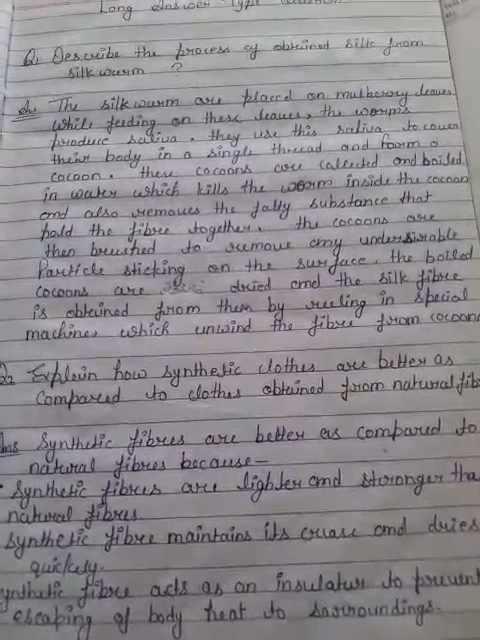 Long Answer Type
Q1 Describe the process of obtained silk from
silkworm ?
Ans. The silkworm are placed on mulberry leaves.
While feeding on these leaves, the worms
produce saliva. they use this saliva to cover
their body in a single thread and form a
cocoon. these cocoons are collected and boiled
in water which kills the worm inside the cocoon
and also removes the fatty substance that
hold the fibre together. the cocoons are
then brushed to remove any undersirable
Particle sticking on the surface. the boiled
cocoons are dried and the silk fibre
is obtained from them by reeling in special
machines which unwind the fibre from cocoons
Q2 Explain how synthetic clothes are better as
compared to clothes obtained from natural fib
Ans Synthetic fibres are better as compared to
natural fibres because-
• Synthetic fibres are lighter and stronger tha
natural fibres
Synthetic fibre maintains its crease and dries
quickly.
ynthetic fibre acts as an insulator to prevent
escaping of body heat to sarroundings.